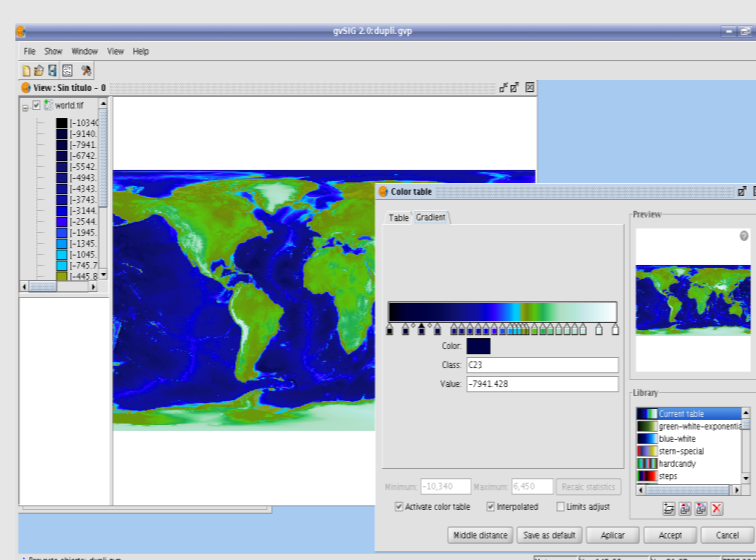 gvSIG 2.0:dupli.gvp
File Show Window View Help
View : Sin título - 0
world.tif
[-10340
[-9140.
[-7941.
[-6742.
[-5542.
[-4943.
[-4343.
[-3743.
[-3144.
[-2544.
[-1945.
[-1345.
[-1045.
[-745.7
[-445.8
Color table
Table Gradient
Color:
Class: C23
Value: -7941.428
Preview
Library
Current table
green-white-exponentia
blue-white
stern-special
hardcandy
steps
Minimum: -10,340 Maximum: 6,450 Recalc statistics
Activate color table Interpolated Limits adjust
Middle distance Save as default Aplicar Accept Cancel